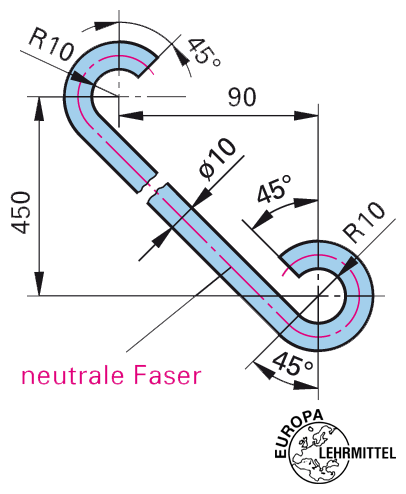 R10
45°
90
ø10
450
45°
R10
45°
neutrale Faser
EUROPA
LEHRMITTEL